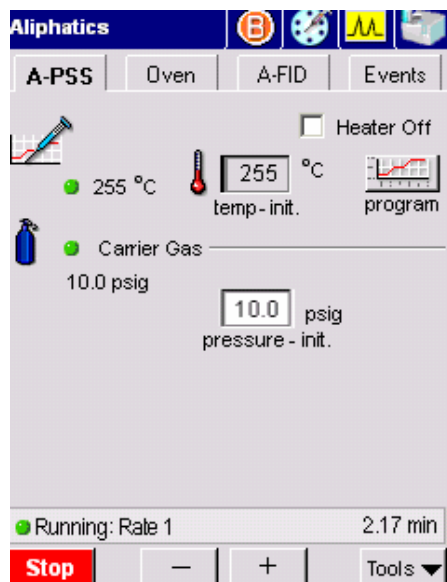 Aliphatics B
A-PSS Oven A-FID Events
Heater Off
255 °C 255 °C
temp-init. program
Carrier Gas
10.0 psig
10.0 psig
pressure - init.
Running: Rate 1 2.17 min
Stop − + Tools